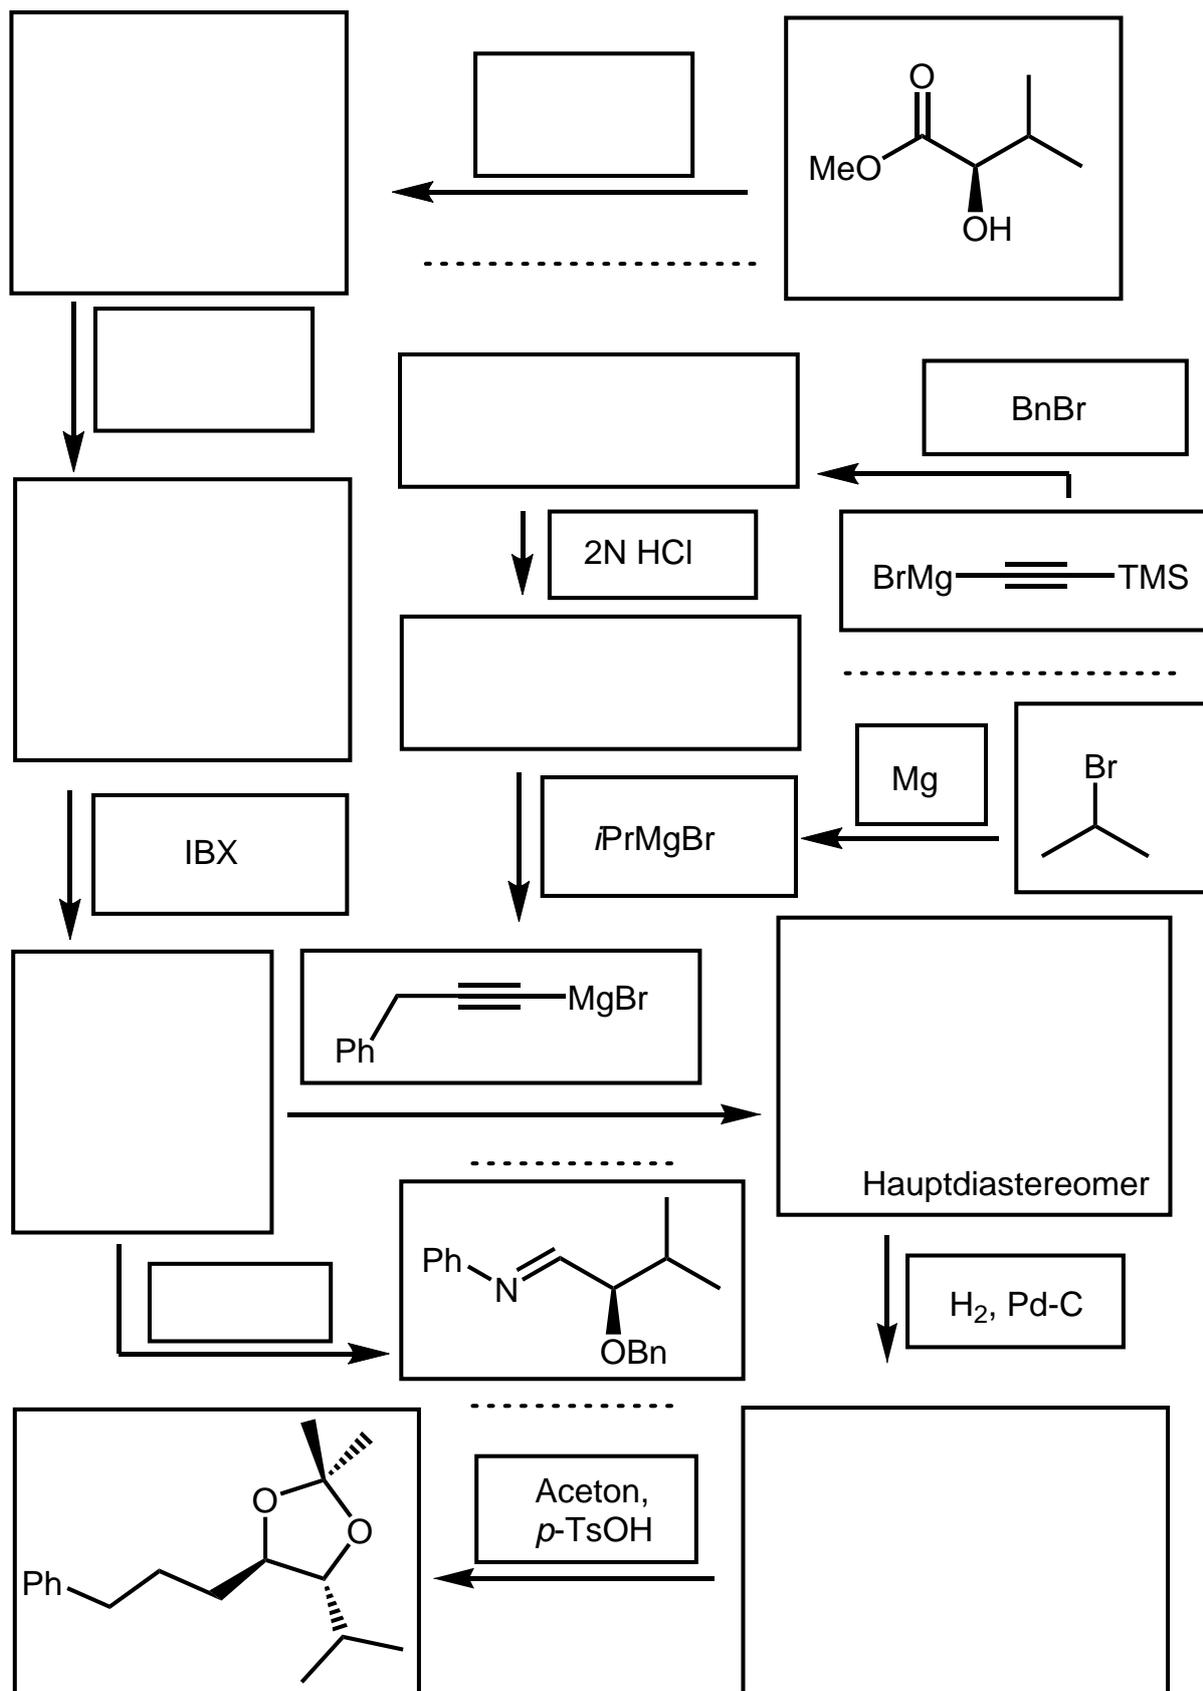 O
MeO
OH
BnBr
2N HCl
BrMg
TMS
Mg
Br
iPrMgBr
IBX
MgBr
Ph
Hauptdiastereomer
Ph
N
OBn
H₂, Pd-C
O
O
Ph
Aceton,
p-TsOH